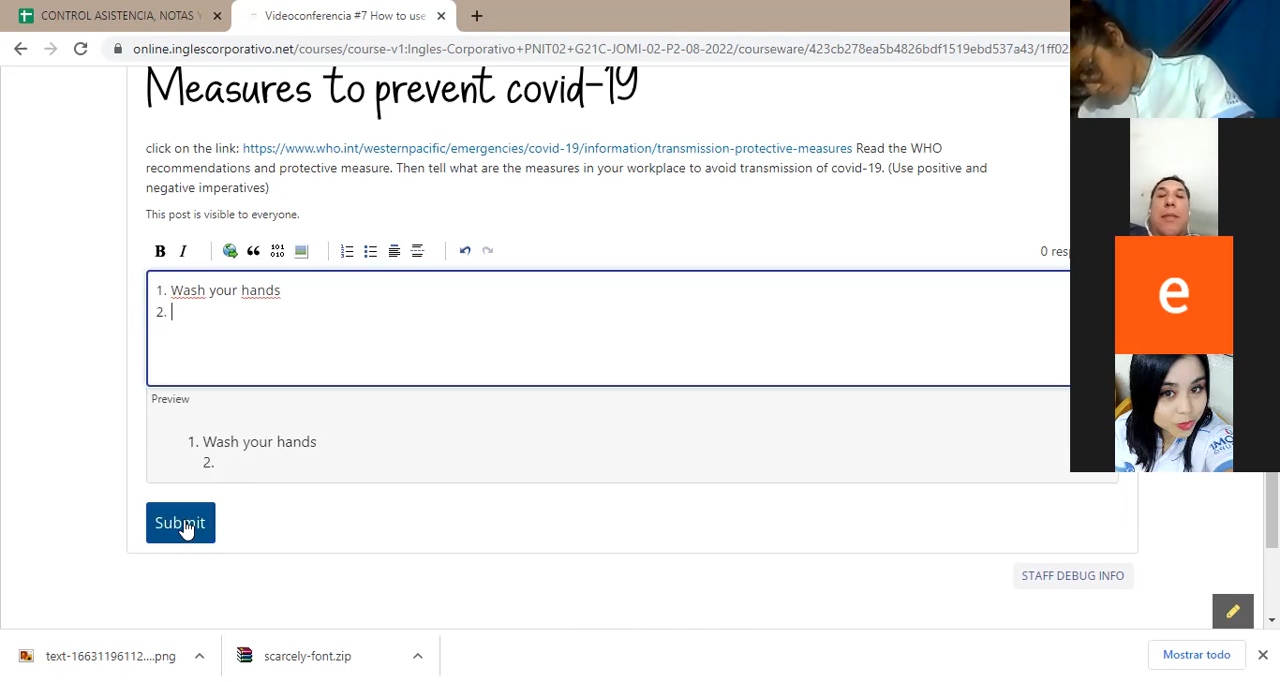 CONTROL ASISTENCIA, NOTAS
Videoconferencia #7 How to use
online.inglescorporativo.net/courses/course-v1:Ingles-Corporativo+PNIT02+G21C-JOMI-02-P2-08-2022/courseware/423cb278ea5b4826bdf1519ebd537a43/1ff02
Measures to prevent covid-19
click on the link: https://www.who.int/westernpacific/emergencies/covid-19/information/transmission-protective-measures Read the WHO
recommendations and protective measure. Then tell what are the measures in your workplace to avoid transmission of covid-19. (Use positive and
negative imperatives)
This post is visible to everyone.
B I
101
010
0 resp
1. Wash your hands
2.
e
Preview
1. Wash your hands
2.
Submit
STAFF DEBUG INFO
text-16631196112....png
scarcely-font.zip
Mostrar todo